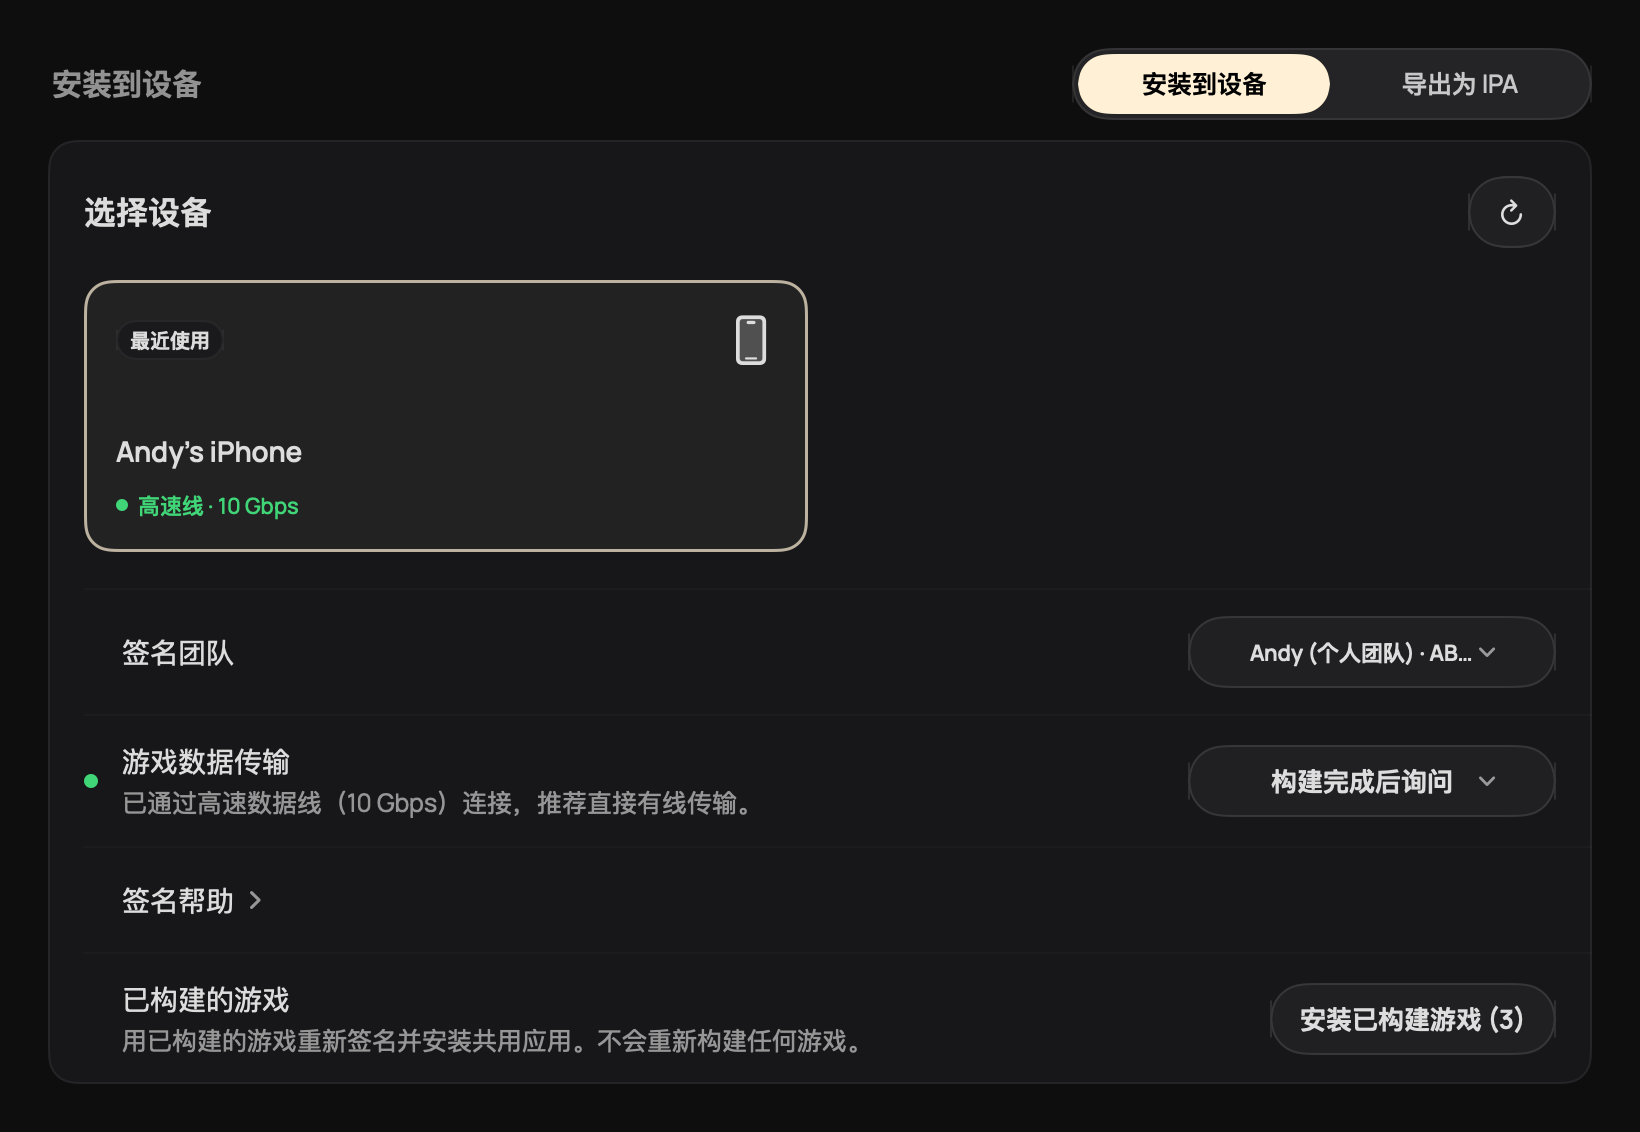 安装到设备
安装到设备
导出为 IPA
选择设备
最近使用
Andy’s iPhone
高速线 · 10 Gbps
签名团队
Andy (个人团队) · AB...
游戏数据传输
已通过高速数据线（10 Gbps）连接，推荐直接有线传输。
构建完成后询问
签名帮助
已构建的游戏
用已构建的游戏重新签名并安装共用应用。不会重新构建任何游戏。
安装已构建游戏 (3)